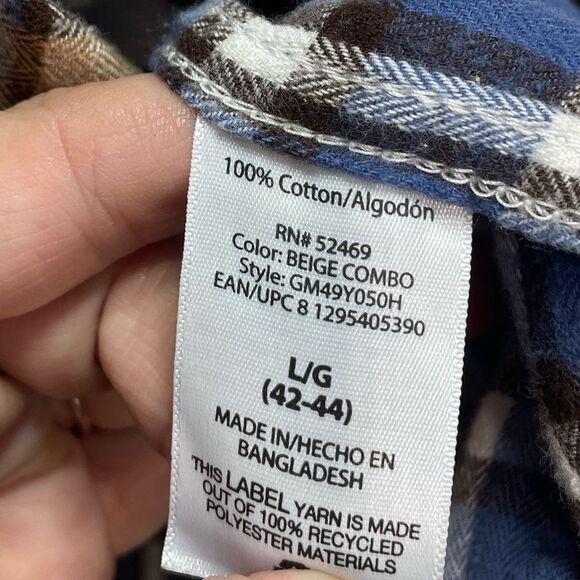 100% Cotton/Algodón
RN# 52469
Color: BEIGE COMBO
Style: GM49Y050H
EAN/UPC 8 1295405390
L/G
(42-44)
MADE IN/HECHO EN
BANGLADESH
THIS LABEL YARN IS MADE
OUT OF 100% RECYCLED
POLYESTER MATERIALS